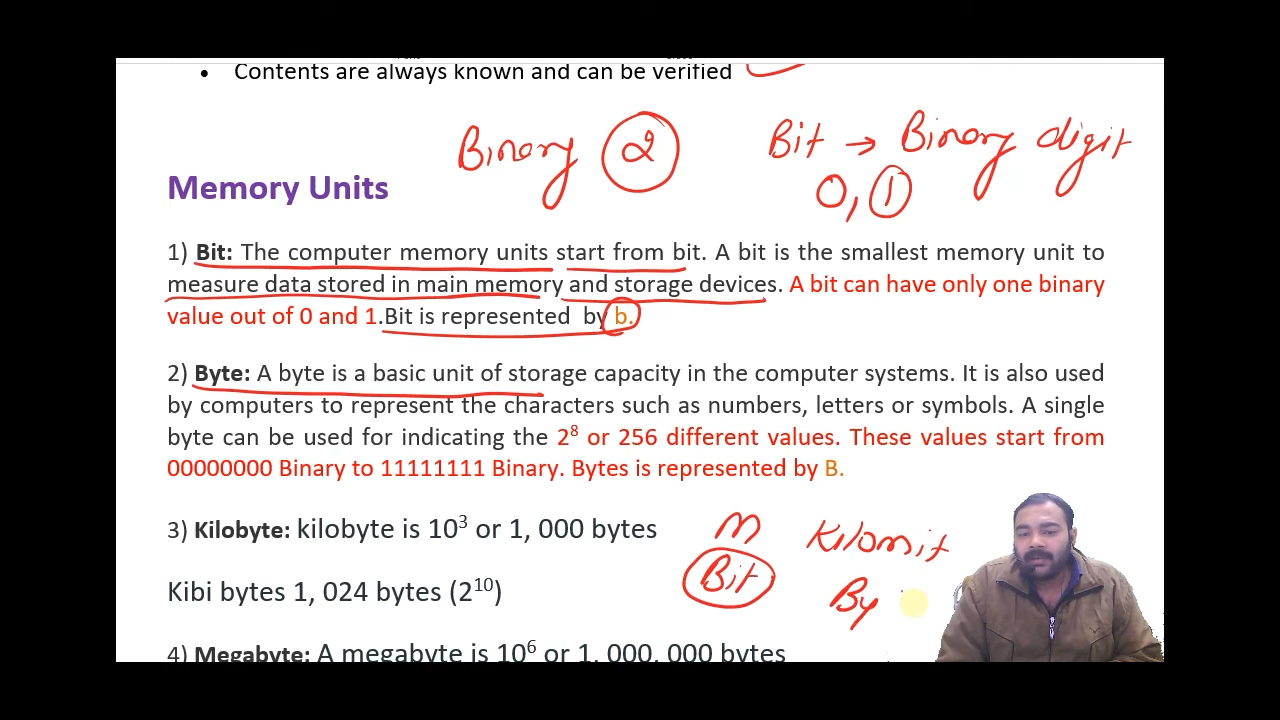 • Contents are always known and can be verified
Binary 2
Bit → Binary digit
0, 1
Memory Units
1) Bit: The computer memory units start from bit. A bit is the smallest memory unit to
measure data stored in main memory and storage devices. A bit can have only one binary
value out of 0 and 1.Bit is represented by b.
2) Byte: A byte is a basic unit of storage capacity in the computer systems. It is also used
by computers to represent the characters such as numbers, letters or symbols. A single
byte can be used for indicating the 2⁸ or 256 different values. These values start from
00000000 Binary to 11111111 Binary. Bytes is represented by B.
3) Kilobyte: kilobyte is 10³ or 1, 000 bytes
M
Bit
By
Kibi bytes 1, 024 bytes (2¹⁰)
4) Megabyte: A megabyte is 10⁶ or 1, 000, 000 bytes